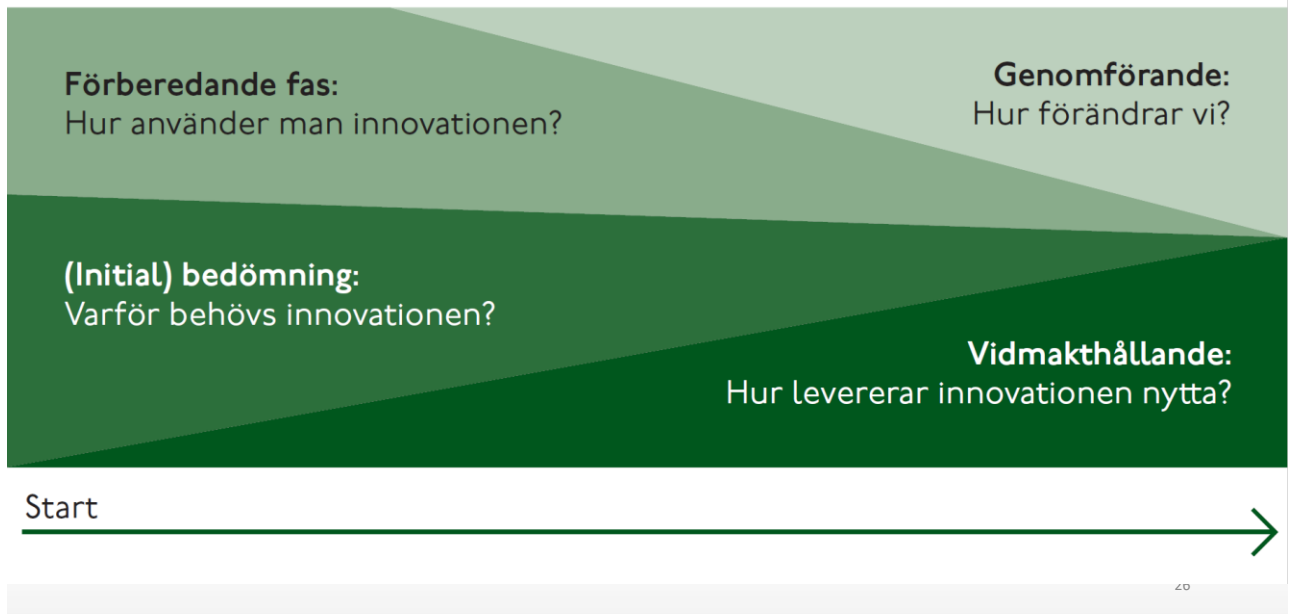 Förberedande fas:
Hur använder man innovationen?
Genomförande:
Hur förändrar vi?
(Initial) bedömning:
Varför behövs innovationen?
Vidmakthållande:
Hur levererar innovationen nytta?
Start
26